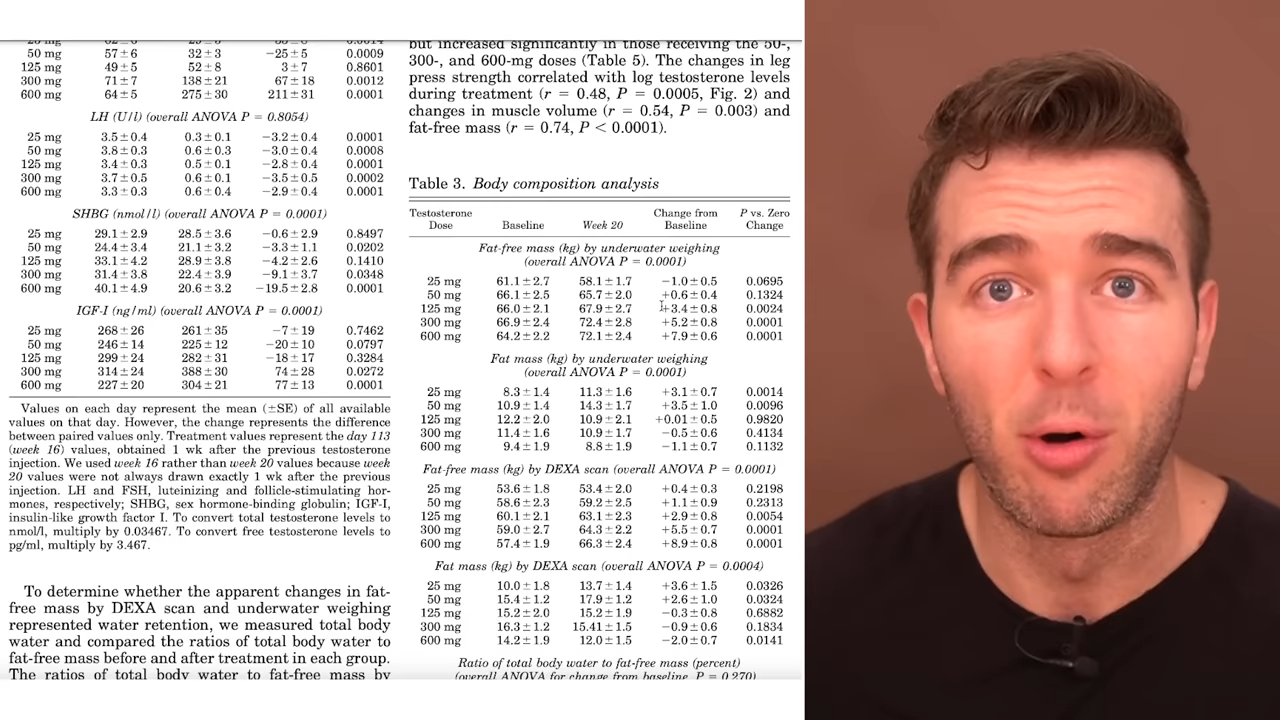 57±6 32±3 −25±5 0.0009
125 mg 49±5 52±8 3±7 0.8601
300 mg 71±7 138±21 67±18 0.0012
600 mg 64±5 275±30 211±31 0.0001
LH (U/l) (overall ANOVA P = 0.8054)
25 mg 3.5±0.4 0.3±0.1 −3.2±0.4 0.0001
50 mg 3.8±0.3 0.6±0.3 −3.0±0.4 0.0008
125 mg 3.4±0.3 0.5±0.1 −2.8±0.4 0.0001
300 mg 3.7±0.5 0.6±0.1 −3.5±0.5 0.0002
600 mg 3.3±0.3 0.6±0.4 −2.9±0.4 0.0001
SHBG (nmol/l) (overall ANOVA P = 0.0001)
25 mg 29.1±2.9 28.5±3.6 −0.6±2.9 0.8497
50 mg 24.4±3.4 21.1±3.2 −3.3±1.1 0.0202
125 mg 33.1±4.2 28.9±3.8 −4.2±2.6 0.1410
300 mg 31.4±3.8 22.4±3.9 −9.1±3.7 0.0348
600 mg 40.1±4.9 20.6±3.2 −19.5±2.8 0.0001
IGF-I (ng/ml) (overall ANOVA P = 0.0001)
25 mg 268±26 261±35 −7±19 0.7462
50 mg 246±14 225±12 −20±10 0.0797
125 mg 299±24 282±31 −18±17 0.3284
300 mg 314±24 388±30 74±28 0.0272
600 mg 227±20 304±21 77±13 0.0001
Values on each day represent the mean (±SE) of all available
values on that day. However, the change represents the difference
between paired values only. Treatment values represent the day 113
(week 16) values, obtained 1 wk after the previous testosterone
injection. We used week 16 rather than week 20 values because week
20 values were not always drawn exactly 1 wk after the previous
injection. LH and FSH, luteinizing and follicle-stimulating hor-
mones, respectively; SHBG, sex hormone-binding globulin; IGF-I,
insulin-like growth factor I. To convert total testosterone levels to
nmol/l, multiply by 0.03467. To convert free testosterone levels to
pg/ml, multiply by 3.467.
To determine whether the apparent changes in fat-
free mass by DEXA scan and underwater weighing
represented water retention, we measured total body
water and compared the ratios of total body water to
fat-free mass before and after treatment in each group.
The ratios of total body water to fat-free mass by
but increased significantly in those receiving the 50-,
300-, and 600-mg doses (Table 5). The changes in leg
press strength correlated with log testosterone levels
during treatment (r = 0.48, P = 0.0005, Fig. 2) and
changes in muscle volume (r = 0.54, P = 0.003) and
fat-free mass (r = 0.74, P < 0.0001).
Table 3. Body composition analysis
Testosterone Change from P vs. Zero
Dose Baseline Week 20 Baseline Change
Fat-free mass (kg) by underwater weighing
(overall ANOVA P = 0.0001)
25 mg 61.1±2.7 58.1±1.7 −1.0±0.5 0.0695
50 mg 66.1±2.5 65.7±2.0 +0.6±0.4 0.1324
125 mg 66.0±2.1 67.9±2.7 +3.4±0.8 0.0024
300 mg 66.9±2.4 72.4±2.8 +5.2±0.8 0.0001
600 mg 64.2±2.2 72.1±2.4 +7.9±0.6 0.0001
Fat mass (kg) by underwater weighing
(overall ANOVA P = 0.0001)
25 mg 8.3±1.4 11.3±1.6 +3.1±0.7 0.0014
50 mg 10.9±1.4 14.3±1.7 +3.5±1.0 0.0096
125 mg 12.2±2.0 10.9±2.1 +0.01±0.5 0.9820
300 mg 11.4±1.6 10.9±1.7 −0.5±0.6 0.4134
600 mg 9.4±1.9 8.8±1.9 −1.1±0.7 0.1132
Fat-free mass (kg) by DEXA scan (overall ANOVA P = 0.0001)
25 mg 53.6±1.8 53.4±2.0 +0.4±0.3 0.2198
50 mg 58.6±2.3 59.2±2.5 +1.1±0.9 0.2313
125 mg 60.1±2.1 63.1±2.3 +2.9±0.8 0.0054
300 mg 59.0±2.7 64.3±2.2 +5.5±0.7 0.0001
600 mg 57.4±1.9 66.3±2.4 +8.9±0.8 0.0001
Fat mass (kg) by DEXA scan (overall ANOVA P = 0.0004)
25 mg 10.0±1.8 13.7±1.4 +3.6±1.5 0.0326
50 mg 15.4±1.2 17.9±1.2 +2.6±1.0 0.0324
125 mg 15.2±2.0 15.2±1.9 −0.3±0.8 0.6882
300 mg 16.3±1.2 15.41±1.5 −0.9±0.6 0.1834
600 mg 14.2±1.9 12.0±1.5 −2.0±0.7 0.0141
Ratio of total body water to fat-free mass (percent)
(overall ANOVA for change from baseline, P = 0.270)